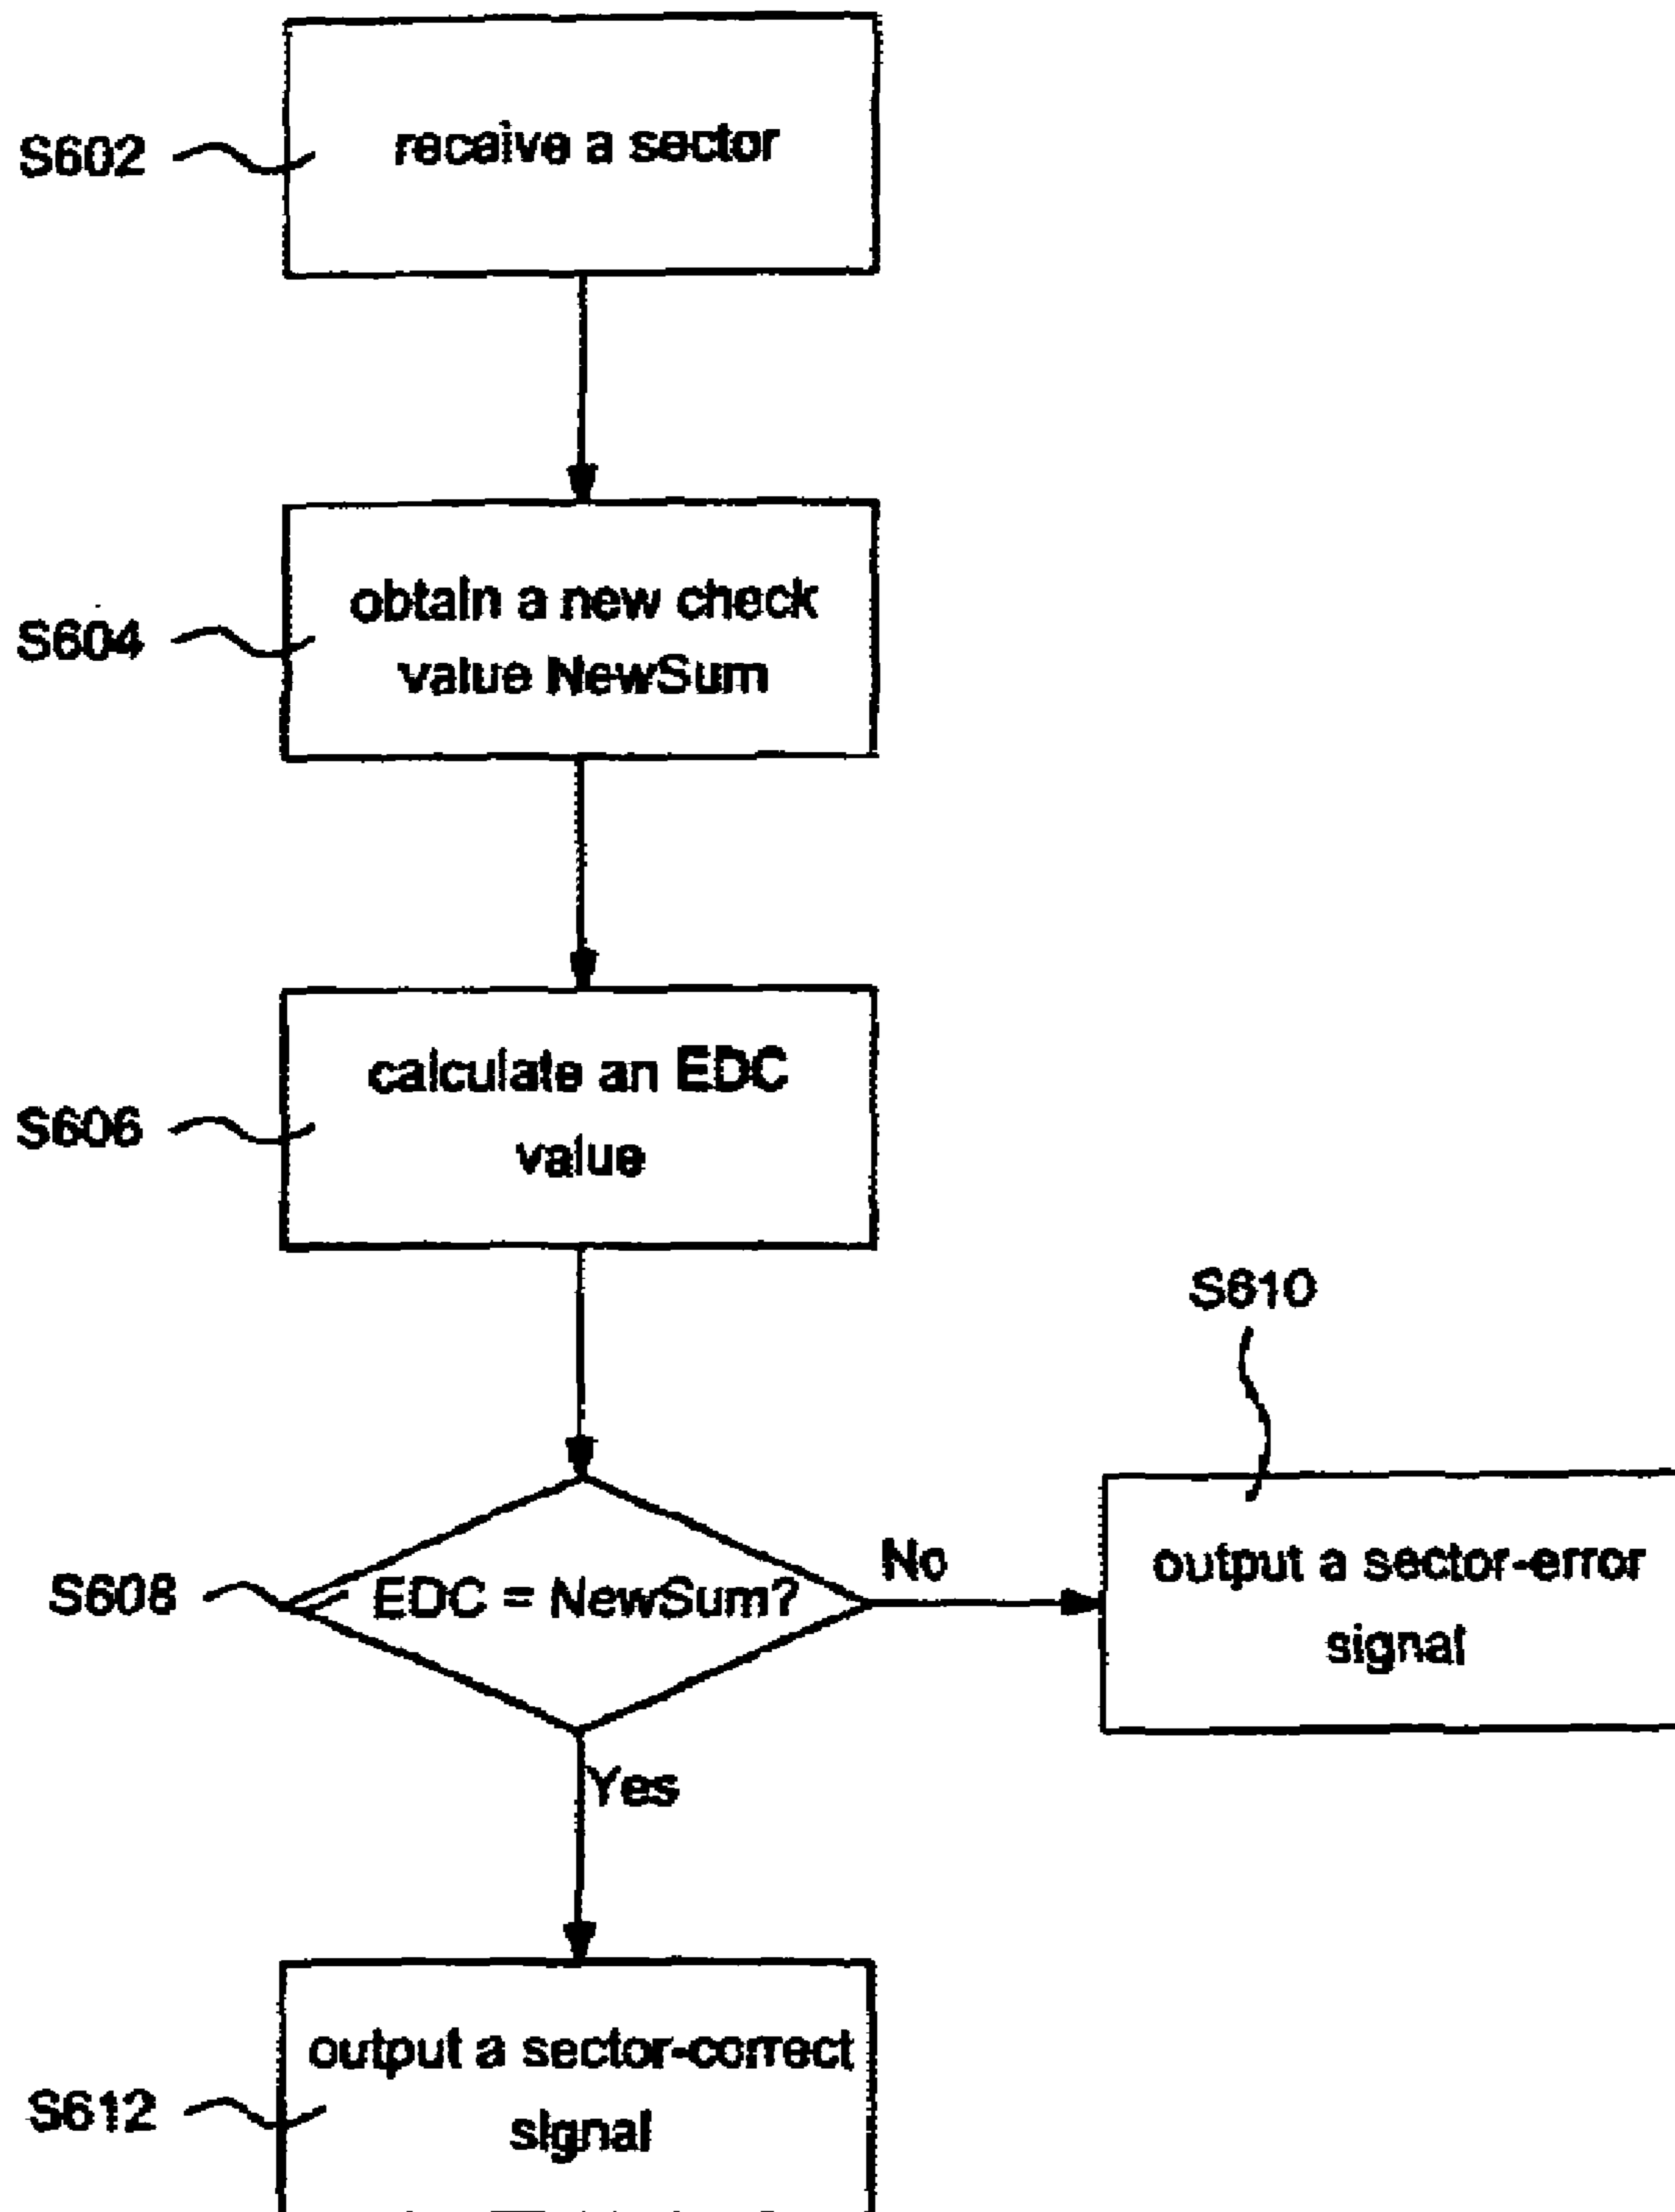 S602
receive a sector
S604
obtain a new check
value NewSum
S606
calculate an EDC
value
S610
S608
EDC = NewSum?
No
output a sector-error
signal
Yes
S612
output a sector-correct
signal